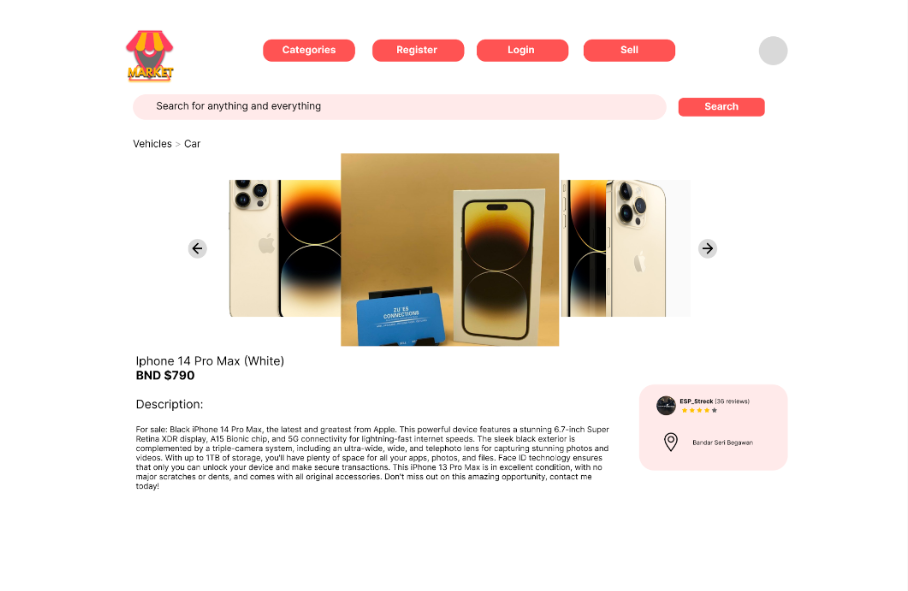 MARKET
Categories
Register
Login
Sell
Search for anything and everything
Search
Vehicles > Car
ZU'ES
CONNECTIONS
Iphone 14 Pro Max (White)
BND $790
Description:
For sale: Black iPhone 14 Pro Max, the latest and greatest from Apple. This powerful device features a stunning 6.7-inch Super
Retina XDR display, A15 Bionic chip, and 5G connectivity for lightning-fast internet speeds. The sleek black exterior is
complemented by a triple-camera system, including an ultra-wide, wide, and telephoto lens for capturing stunning photos and
videos. With up to 1TB of storage, you'll have plenty of space for all your apps, photos, and files. Face ID technology ensures
that only you can unlock your device and make secure transactions. This iPhone 13 Pro Max is in excellent condition, with no
major scratches or dents, and comes with all original accessories. Don't miss out on this amazing opportunity, contact me
today!
ESP_Streck (36 reviews)
Bandar Seri Begawan